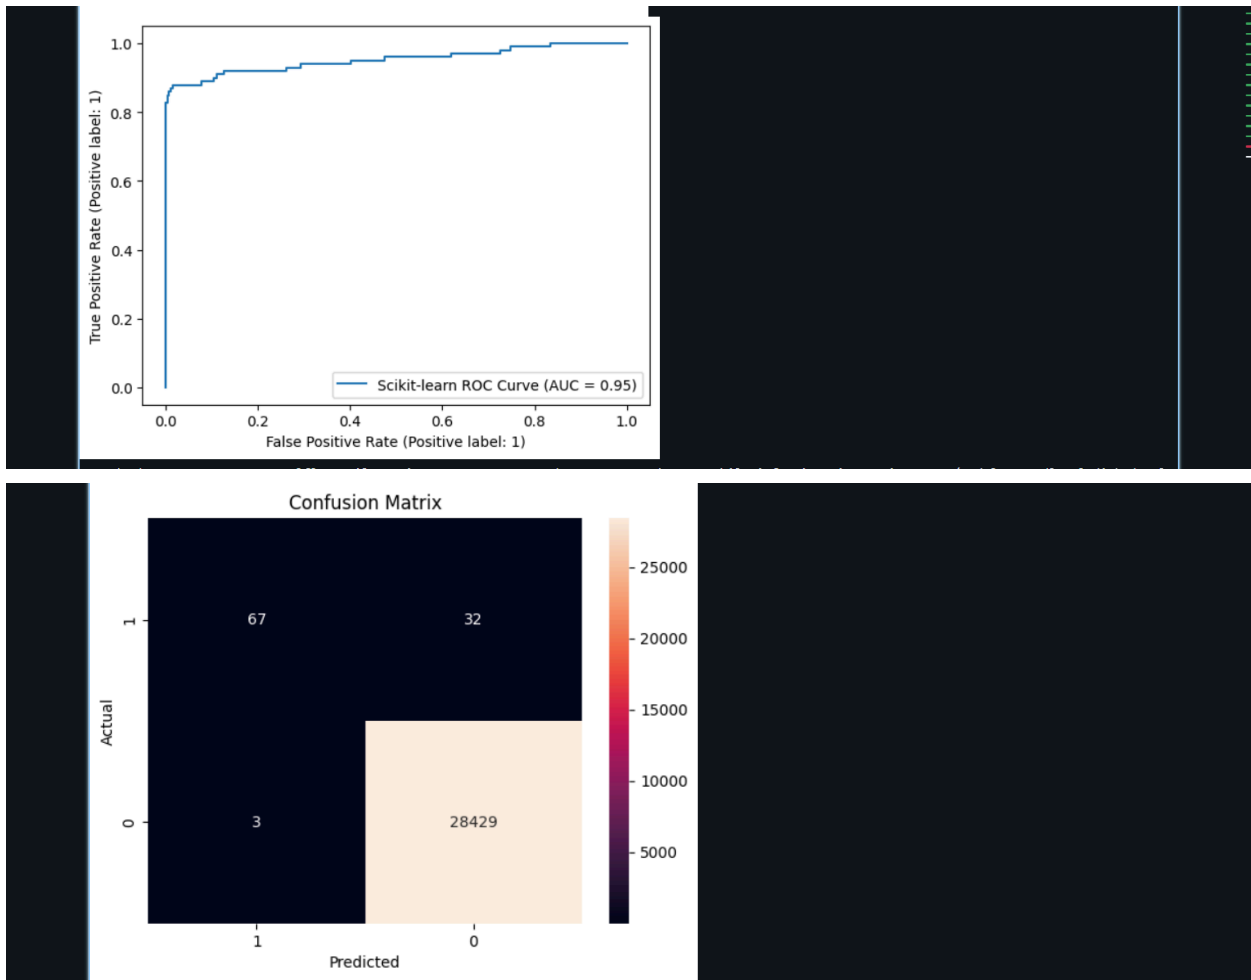 1.0
0.8
0.6
0.4
0.2
0.0
True Positive Rate (Positive label: 1)
Scikit-learn ROC Curve (AUC = 0.95)
0.0 0.2 0.4 0.6 0.8 1.0
False Positive Rate (Positive label: 1)
Confusion Matrix
25000
20000
15000
10000
5000
1
67 32
Actual
0
3 28429
1 0
Predicted